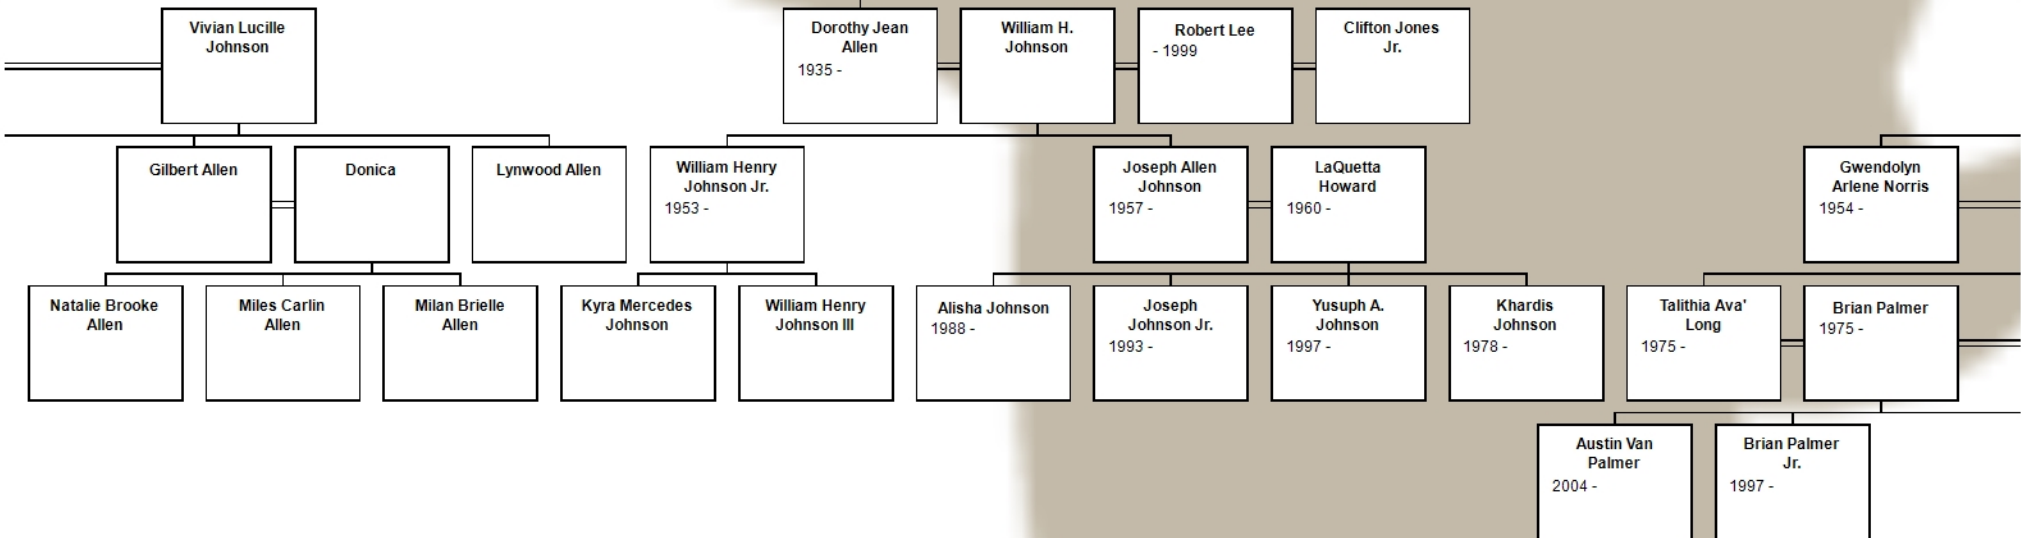 Vivian Lucille
Johnson
Dorothy Jean
Allen
1935 -
William H.
Johnson
Robert Lee
- 1999
Clifton Jones
Jr.
Gilbert Allen
Donica
Lynwood Allen
William Henry
Johnson Jr.
1953 -
Joseph Allen
Johnson
1957 -
LaQuetta
Howard
1960 -
Gwendolyn
Arlene Norris
1954 -
Natalie Brooke
Allen
Miles Carlin
Allen
Milan Brielle
Allen
Kyra Mercedes
Johnson
William Henry
Johnson III
Alisha Johnson
1988 -
Joseph
Johnson Jr.
1993 -
Yusuph A.
Johnson
1997 -
Khardis
Johnson
1978 -
Talithia Ava'
Long
1975 -
Brian Palmer
1975 -
Austin Van
Palmer
2004 -
Brian Palmer
Jr.
1997 -